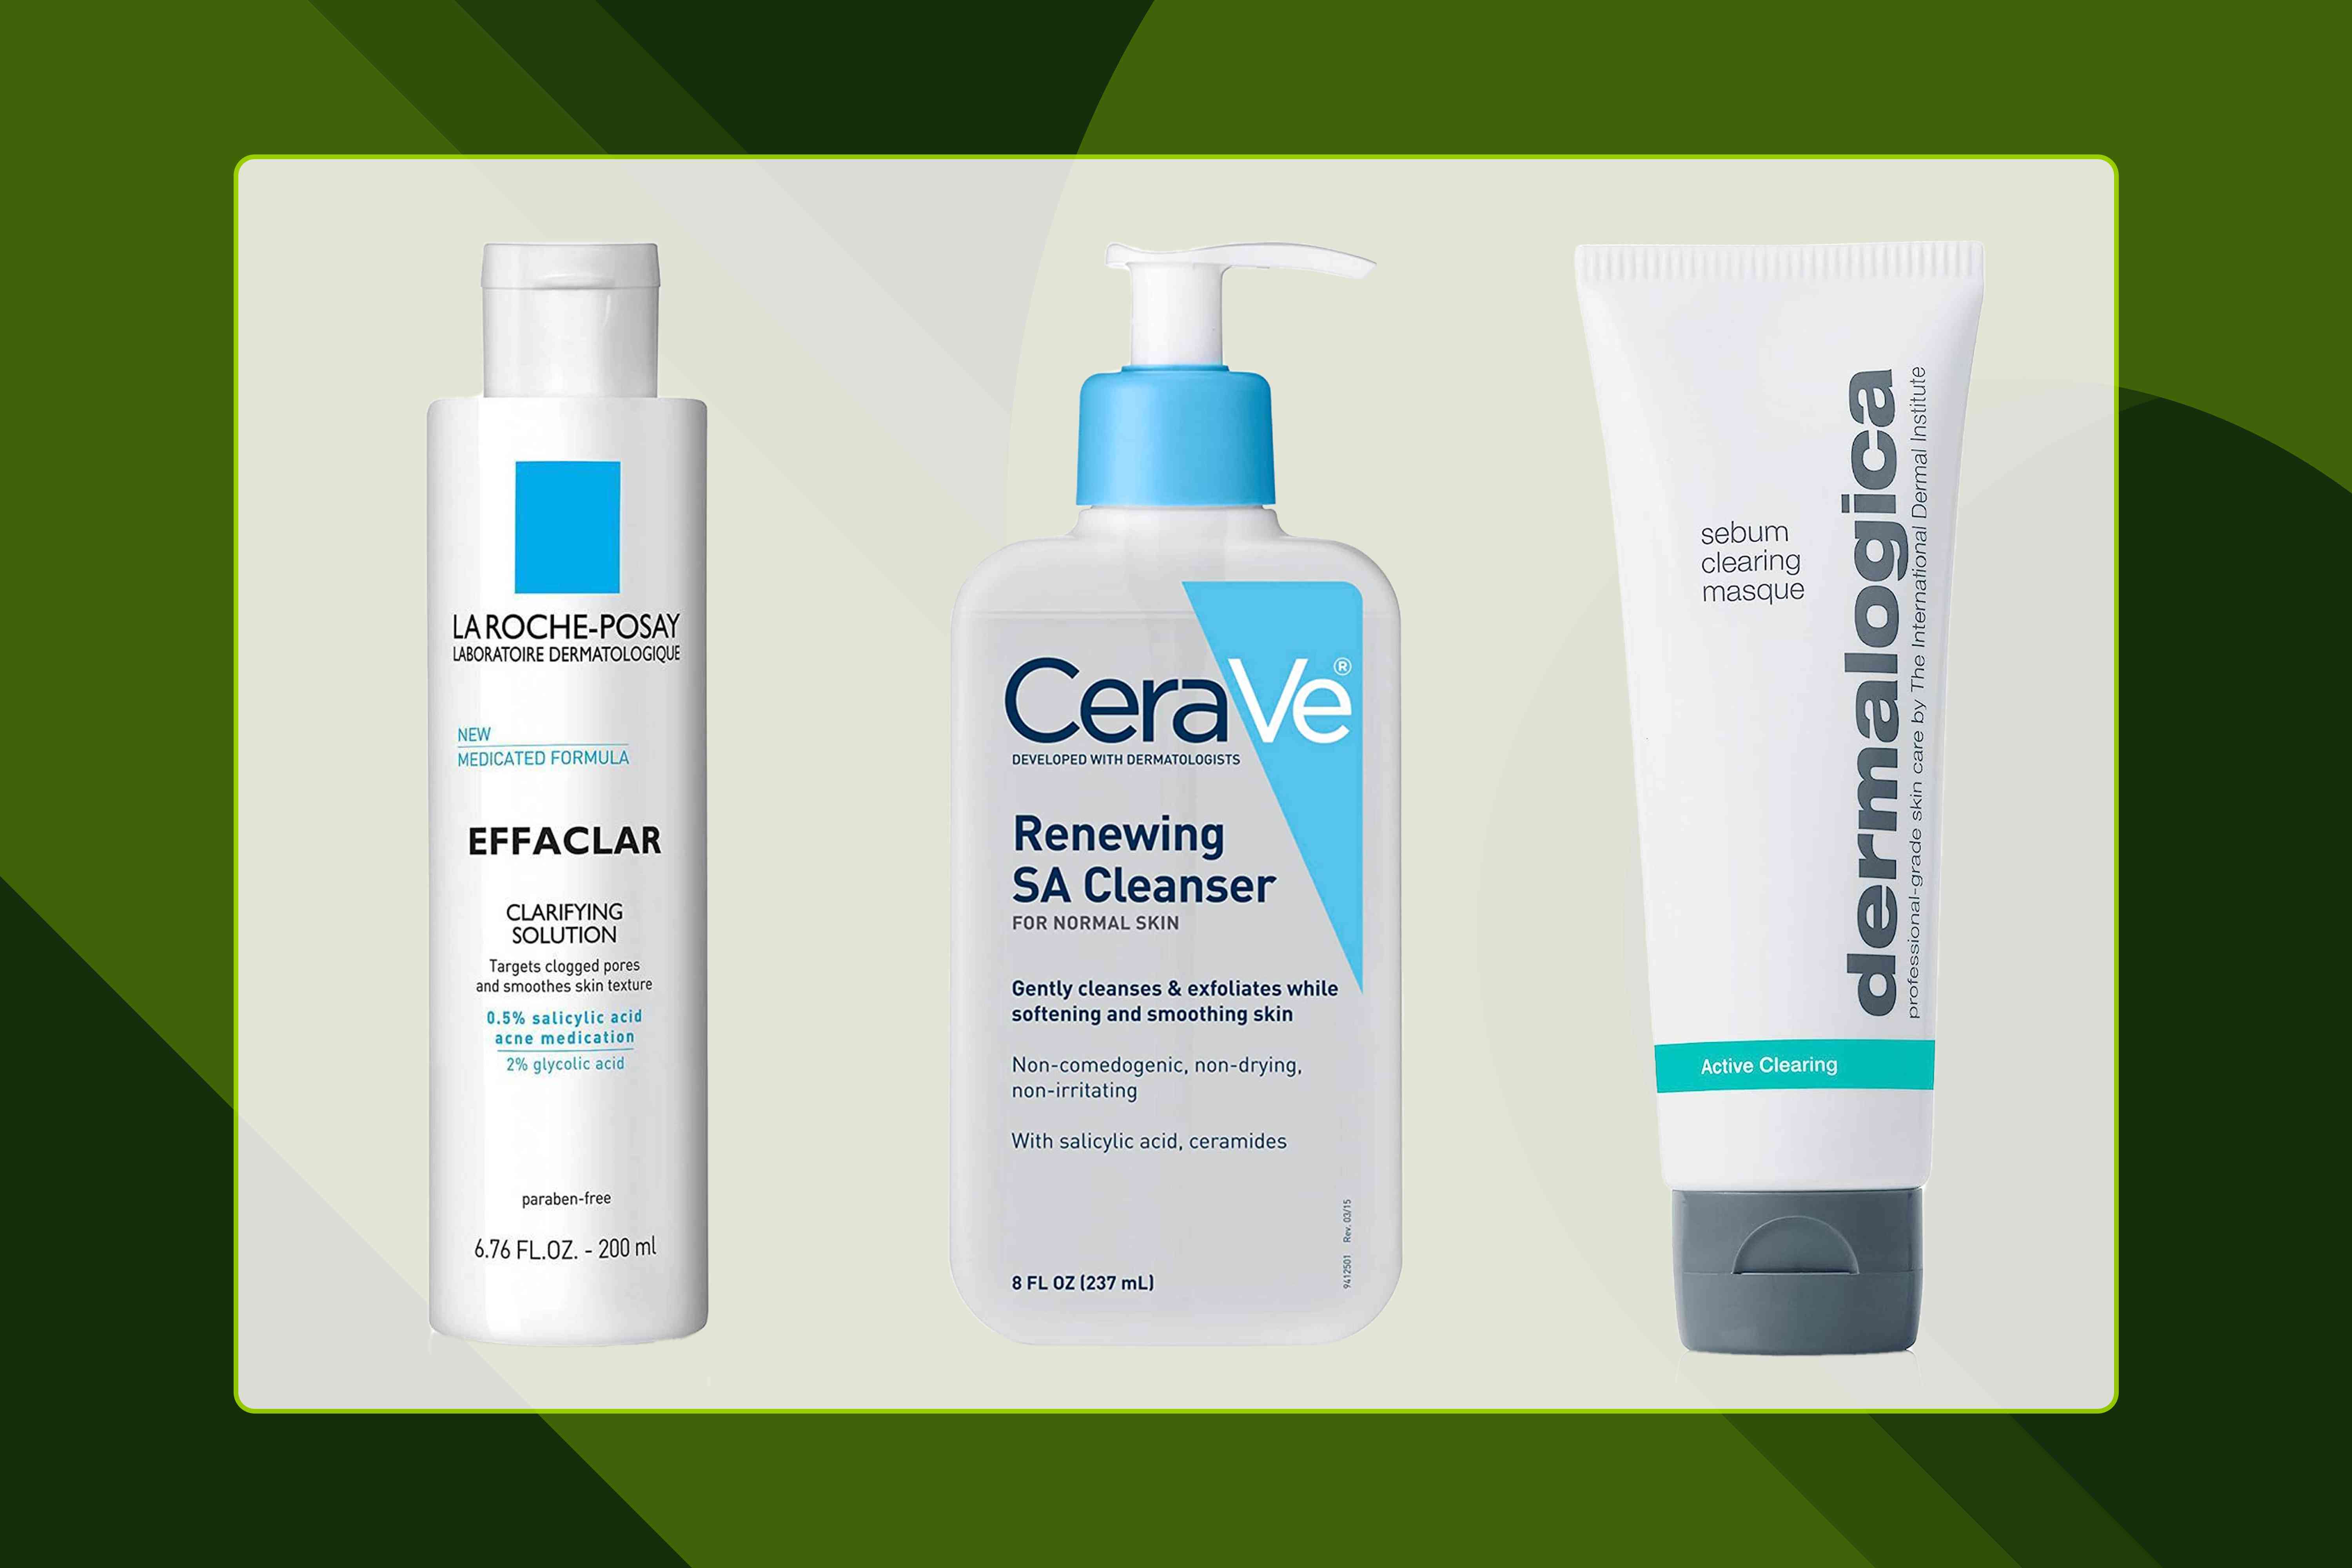 LA ROCHE-POSAY
LABORATOIRE DERMATOLOGIQUE
NEW
MEDICATED FORMULA
EFFACLAR
CLARIFYING
SOLUTION
Targets clogged pores
and smoothes skin texture
0.5% salicylic acid
acne medication
2% glycolic acid
paraben-free
6.76 FL.OZ. - 200 ml
CeraVe®
DEVELOPED WITH DERMATOLOGISTS
Renewing
SA Cleanser
FOR NORMAL SKIN
Gently cleanses & exfoliates while
softening and smoothing skin
Non-comedogenic, non-drying,
non-irritating
With salicylic acid, ceramides
8 FL OZ (237 mL)
9412501 Rev. 03/15
sebum
clearing
masque
dermalogica
professional-grade skin care by The International Dermal Institute
Active Clearing